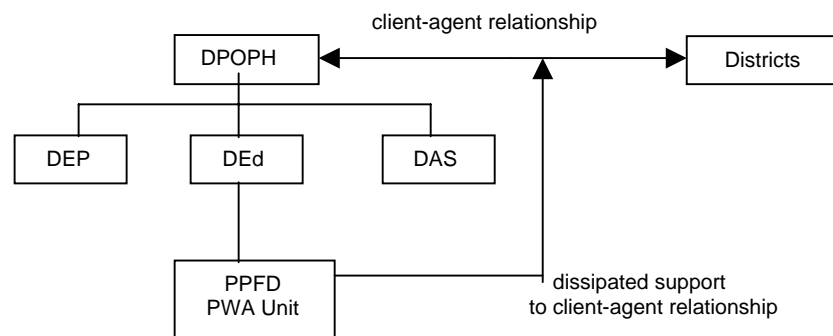 client-agent relationship
DPOPH
Districts
DEP
DEd
DAS
PPFD
PWA Unit
dissipated support
to client-agent relationship